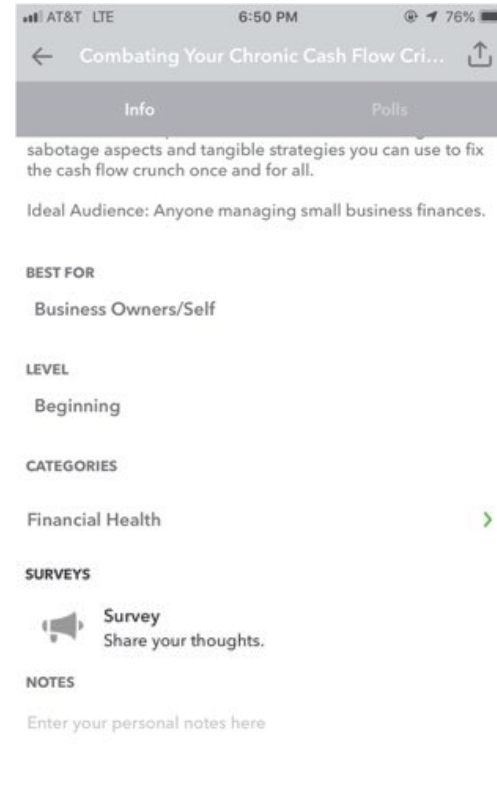 AT&T LTE 6:50 PM 76%
Combating Your Chronic Cash Flow Cri...
Info Polls
sabotage aspects and tangible strategies you can use to fix
the cash flow crunch once and for all.
Ideal Audience: Anyone managing small business finances.
BEST FOR
Business Owners/Self
LEVEL
Beginning
CATEGORIES
Financial Health
SURVEYS
Survey
Share your thoughts.
NOTES
Enter your personal notes here